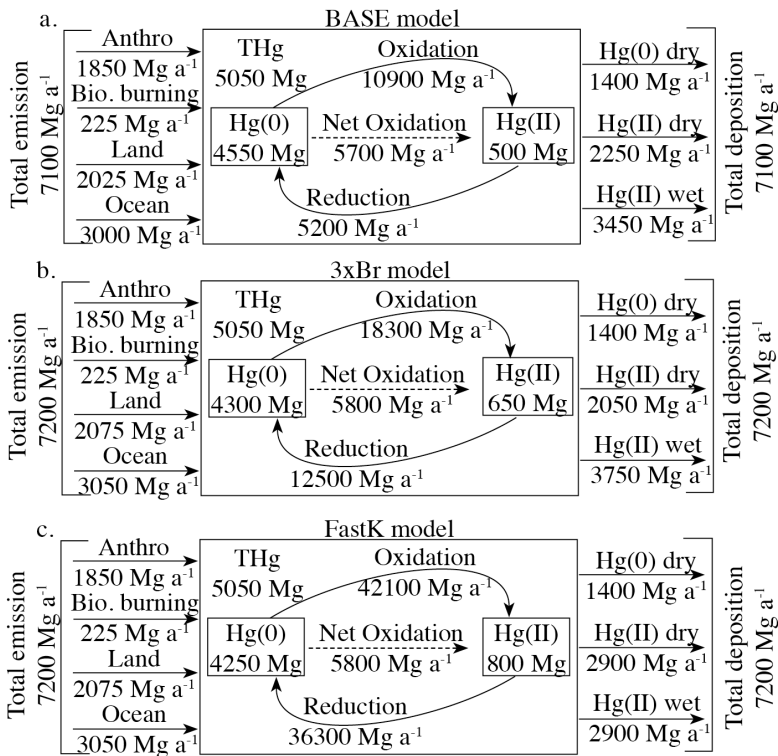 a.
BASE model
Total emission
7100 Mg a⁻¹
Anthro
1850 Mg a⁻¹
Bio. burning
225 Mg a⁻¹
Land
2025 Mg a⁻¹
Ocean
3000 Mg a⁻¹
THg
5050 Mg
Oxidation
10900 Mg a⁻¹
Hg(0)
4550 Mg
Net Oxidation
5700 Mg a⁻¹
Hg(II)
500 Mg
Reduction
5200 Mg a⁻¹
Hg(0) dry
1400 Mg a⁻¹
Hg(II) dry
2250 Mg a⁻¹
Hg(II) wet
3450 Mg a⁻¹
Total deposition
7100 Mg a⁻¹
b.
3xBr model
Total emission
7200 Mg a⁻¹
Anthro
1850 Mg a⁻¹
Bio. burning
225 Mg a⁻¹
Land
2075 Mg a⁻¹
Ocean
3050 Mg a⁻¹
THg
5050 Mg
Oxidation
18300 Mg a⁻¹
Hg(0)
4300 Mg
Net Oxidation
5800 Mg a⁻¹
Hg(II)
650 Mg
Reduction
12500 Mg a⁻¹
Hg(0) dry
1400 Mg a⁻¹
Hg(II) dry
2050 Mg a⁻¹
Hg(II) wet
3750 Mg a⁻¹
Total deposition
7200 Mg a⁻¹
c.
FastK model
Total emission
7200 Mg a⁻¹
Anthro
1850 Mg a⁻¹
Bio. burning
225 Mg a⁻¹
Land
2075 Mg a⁻¹
Ocean
3050 Mg a⁻¹
THg
5050 Mg
Oxidation
42100 Mg a⁻¹
Hg(0)
4250 Mg
Net Oxidation
5800 Mg a⁻¹
Hg(II)
800 Mg
Reduction
36300 Mg a⁻¹
Hg(0) dry
1400 Mg a⁻¹
Hg(II) dry
2900 Mg a⁻¹
Hg(II) wet
2900 Mg a⁻¹
Total deposition
7200 Mg a⁻¹